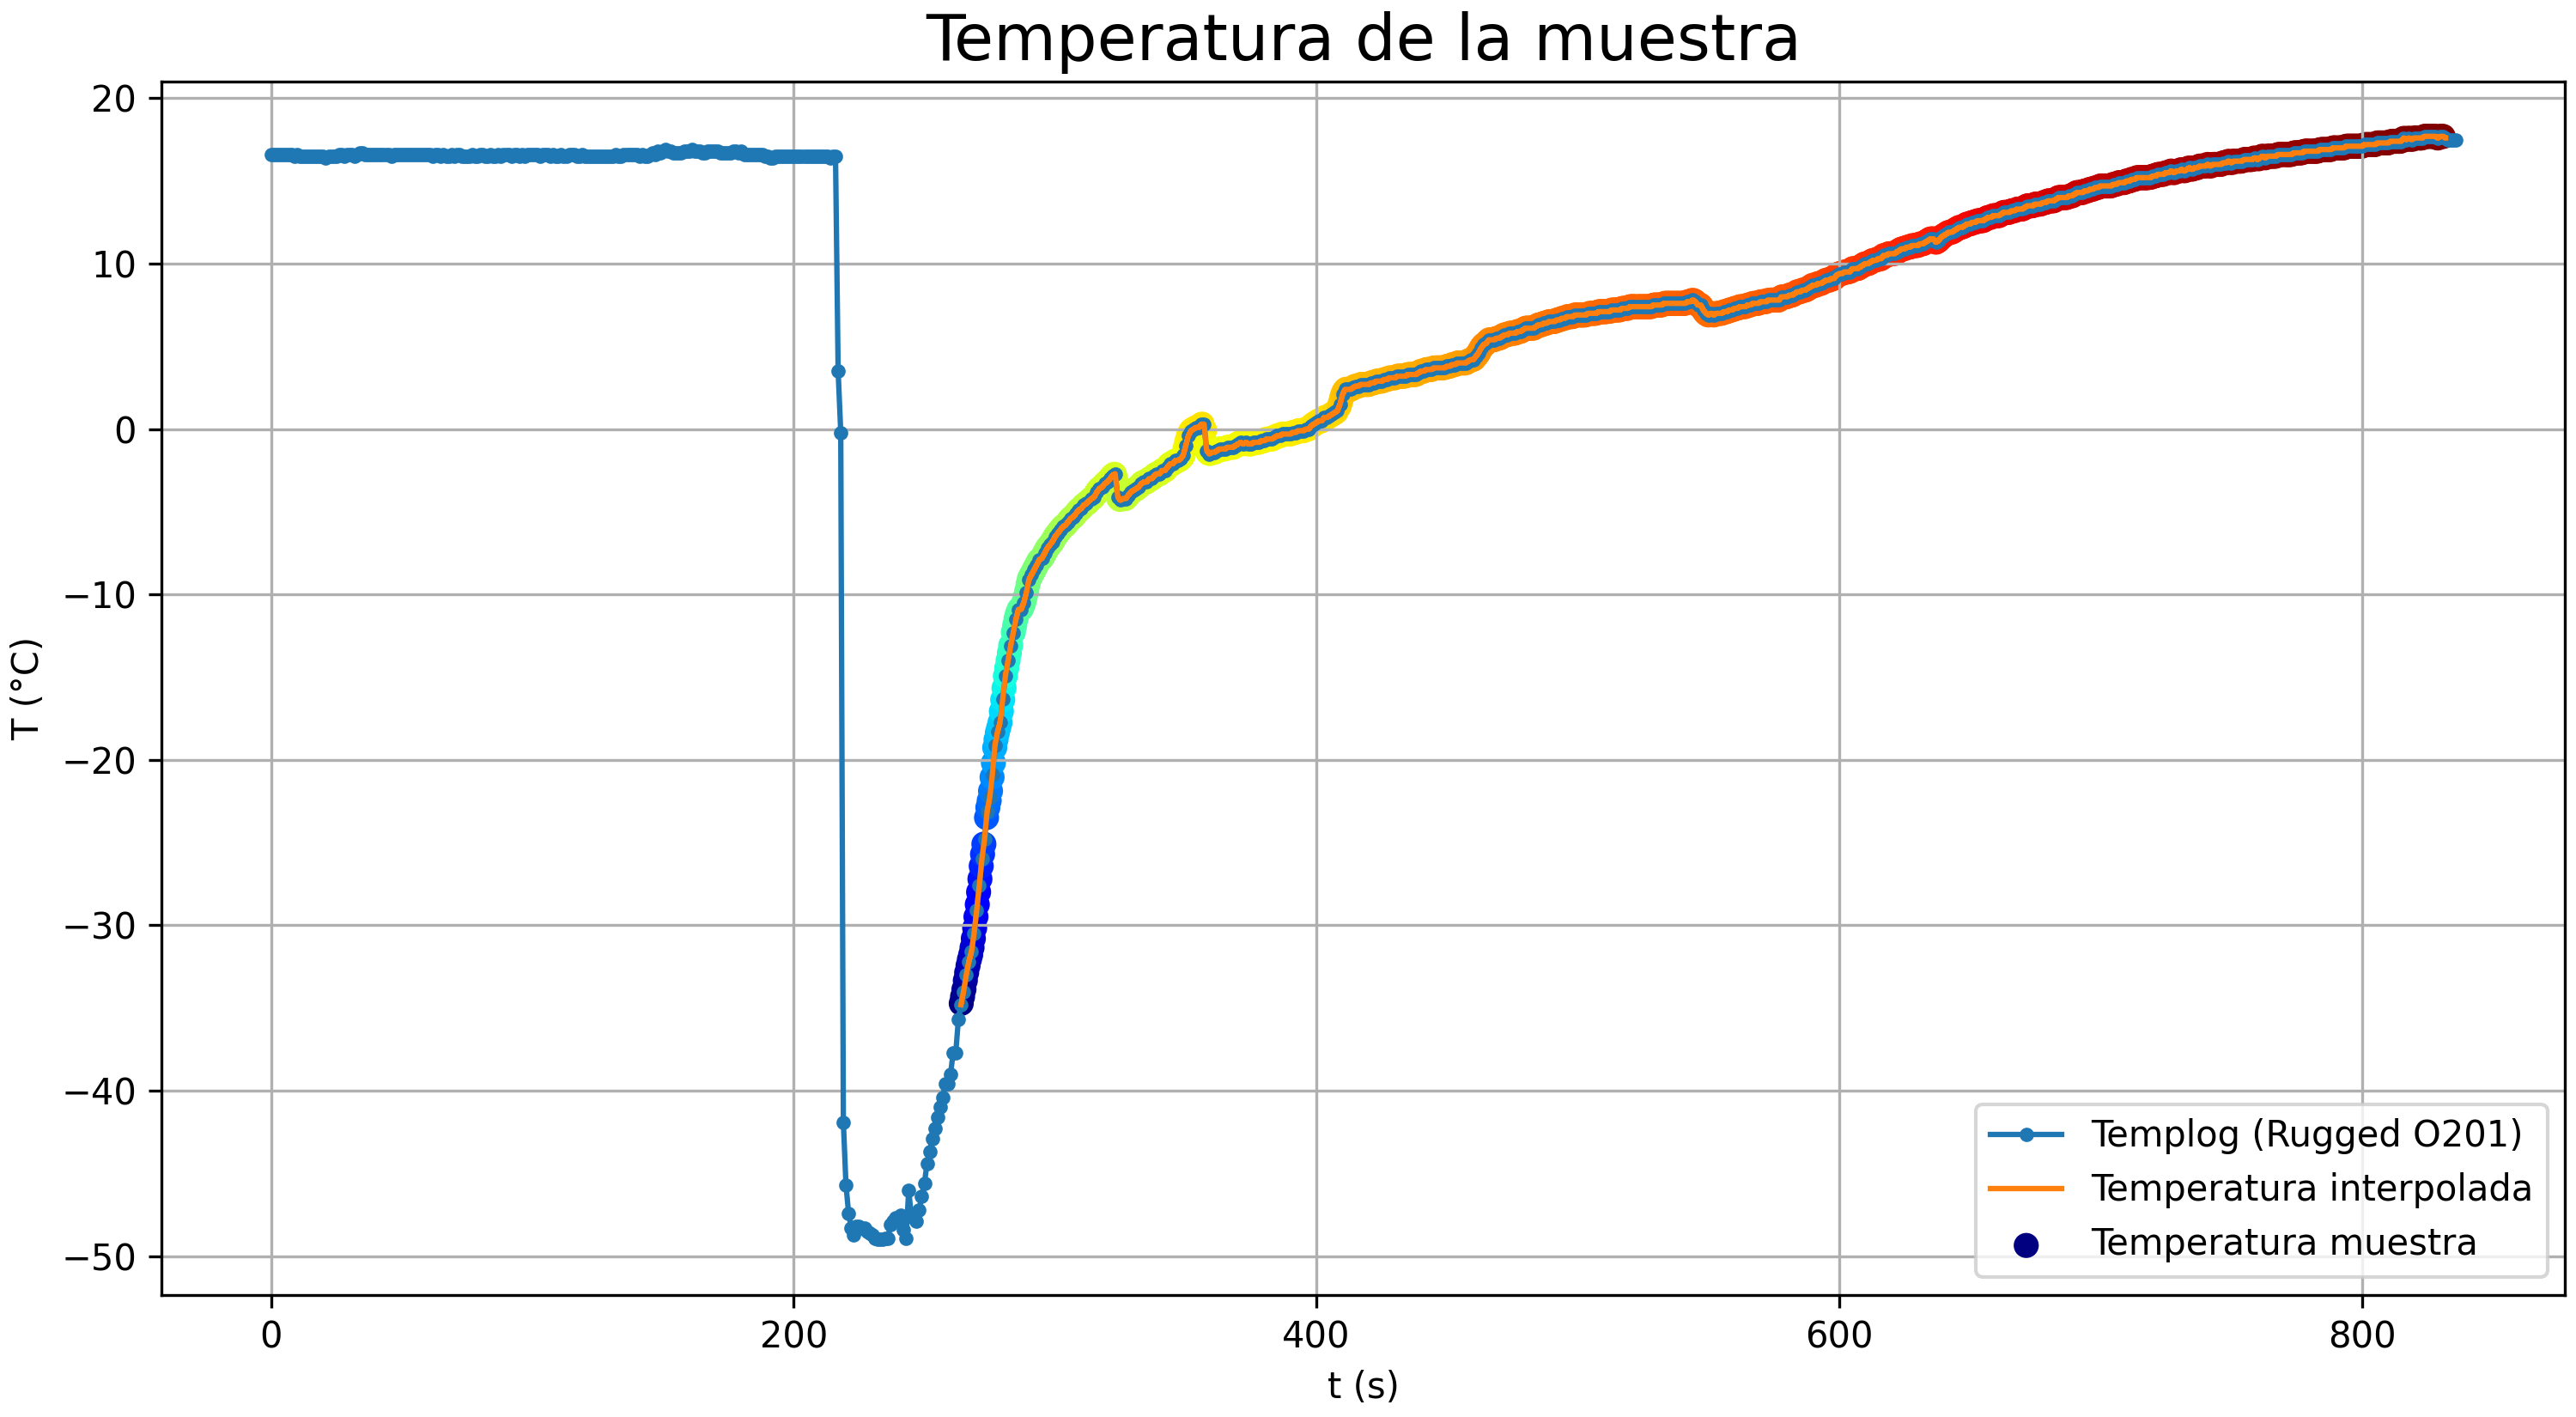 Temperatura de la muestra
20
10
0
−10
−20
−30
−40
−50
T (°C)
0
200
400
600
800
t (s)
Templog (Rugged O201)
Temperatura interpolada
Temperatura muestra